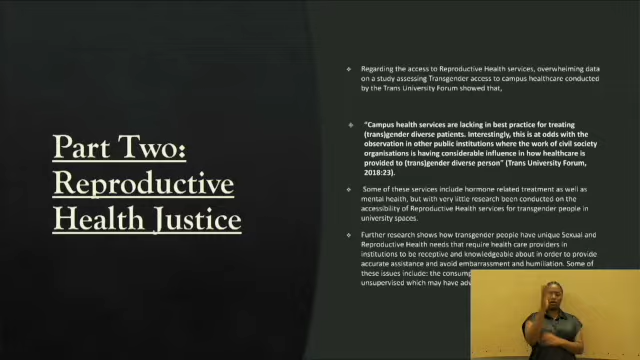 Part Two:
Reproductive
Health Justice
Regarding the access to Reproductive Health services, overwhelming data
on a study assessing Transgender access to campus healthcare conducted
by the Trans University Forum showed that,
"Campus health services are lacking in best practice for treating
(trans)gender diverse patients. Interestingly, this is at odds with the
observation in other public institutions where the work of civil society
organisations is having considerable influence in how healthcare is
provided to (trans)gender diverse person" (Trans University Forum,
2018:23).
Some of these services include hormone related treatment as well as
mental health, but with very little research been conducted on the
accessibility of Reproductive Health services for transgender people in
university spaces.
Further research shows how transgender people have unique Sexual and
Reproductive Health needs that require health care providers in
institutions to be receptive and knowledgeable about in order to provide
accurate assistance and avoid embarrassment and humiliation. Some of
these issues include: the
unsupervised which may have